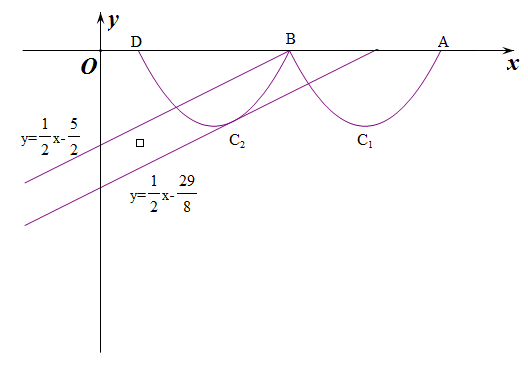 y
D B A
O x
y=1/2x-5/2
C₂ C₁
y=1/2x-29/8